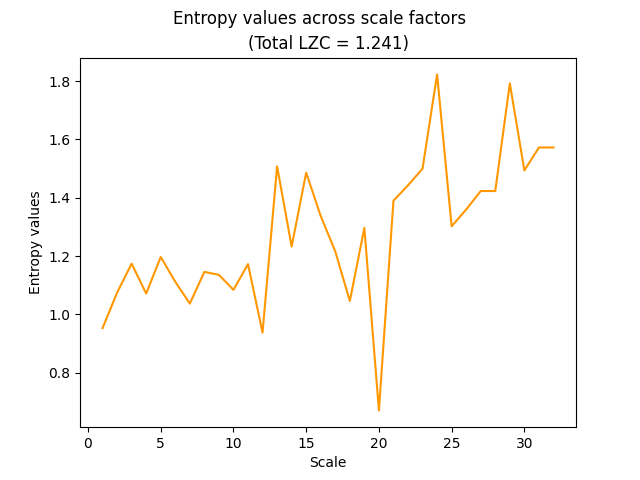 Entropy values across scale factors
(Total LZC = 1.241)
1.8
1.6
1.4
1.2
1.0
0.8
Entropy values
0 5 10 15 20 25 30
Scale